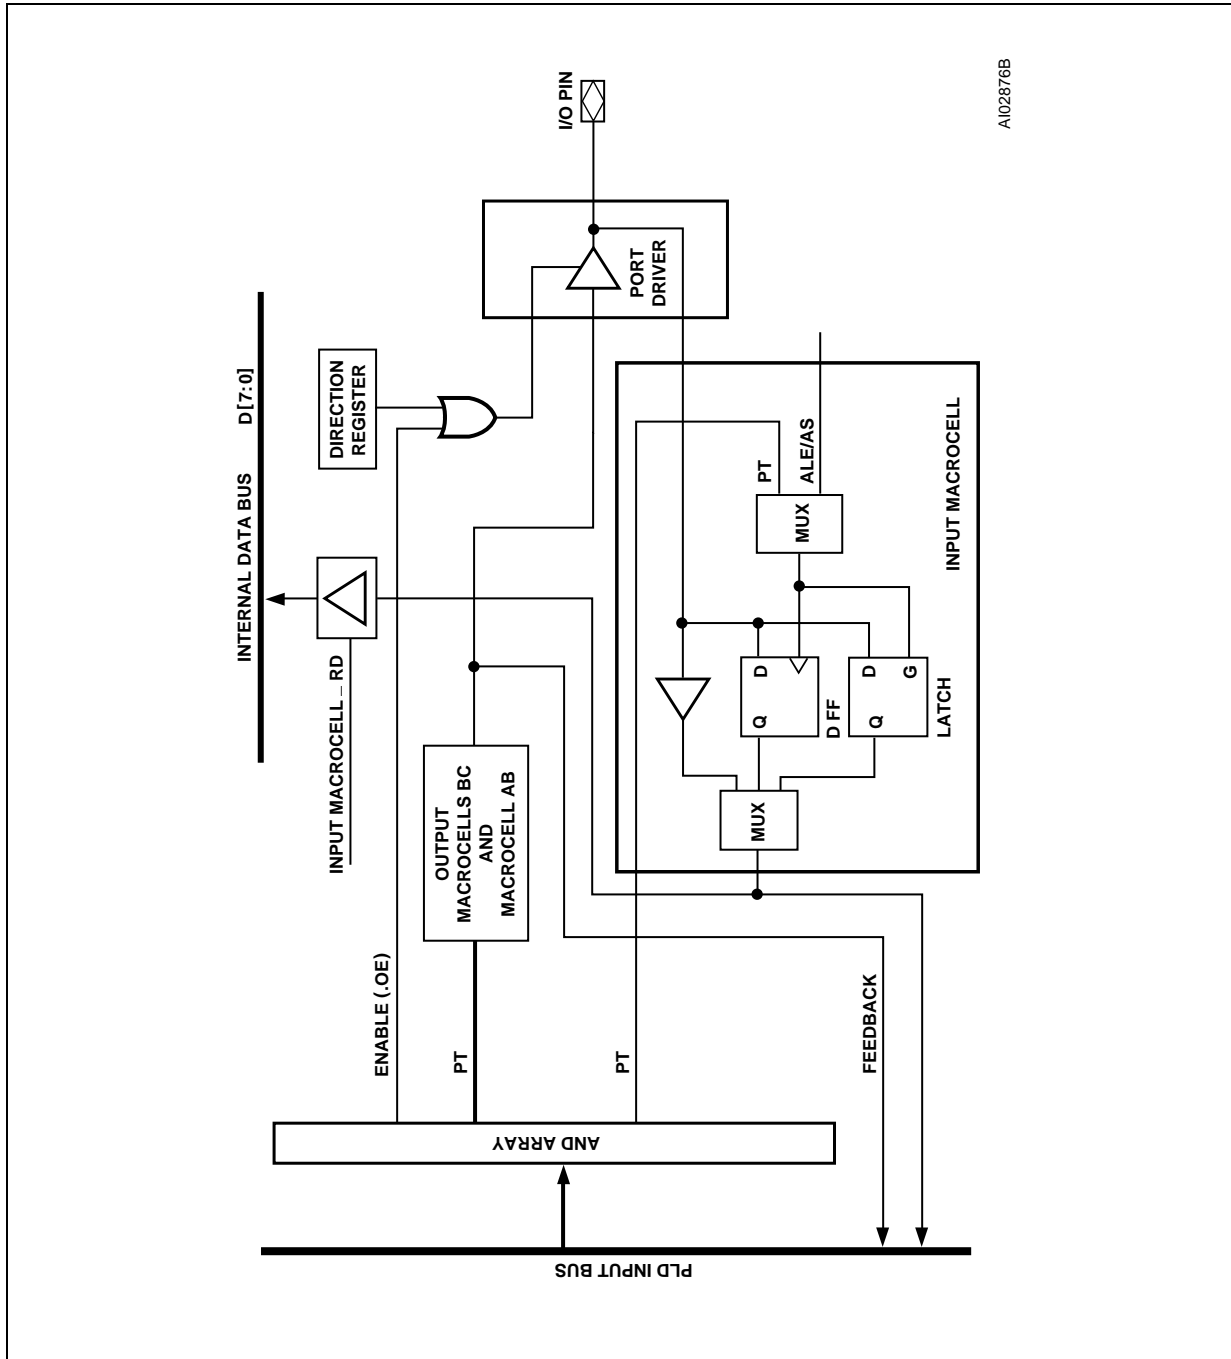 INTERNAL DATA BUS D[7:0]
DIRECTION
REGISTER
I/O PIN
AI02876B
PORT
DRIVER
INPUT MACROCELL _ RD
ENABLE (.OE)
OUTPUT
MACROCELLS BC
AND
MACROCELL AB
PT
PT
PT
ALE/AS
MUX
INPUT MACROCELL
D
Q
D FF
D
G
Q
LATCH
MUX
FEEDBACK
AND ARRAY
PLD INPUT BUS